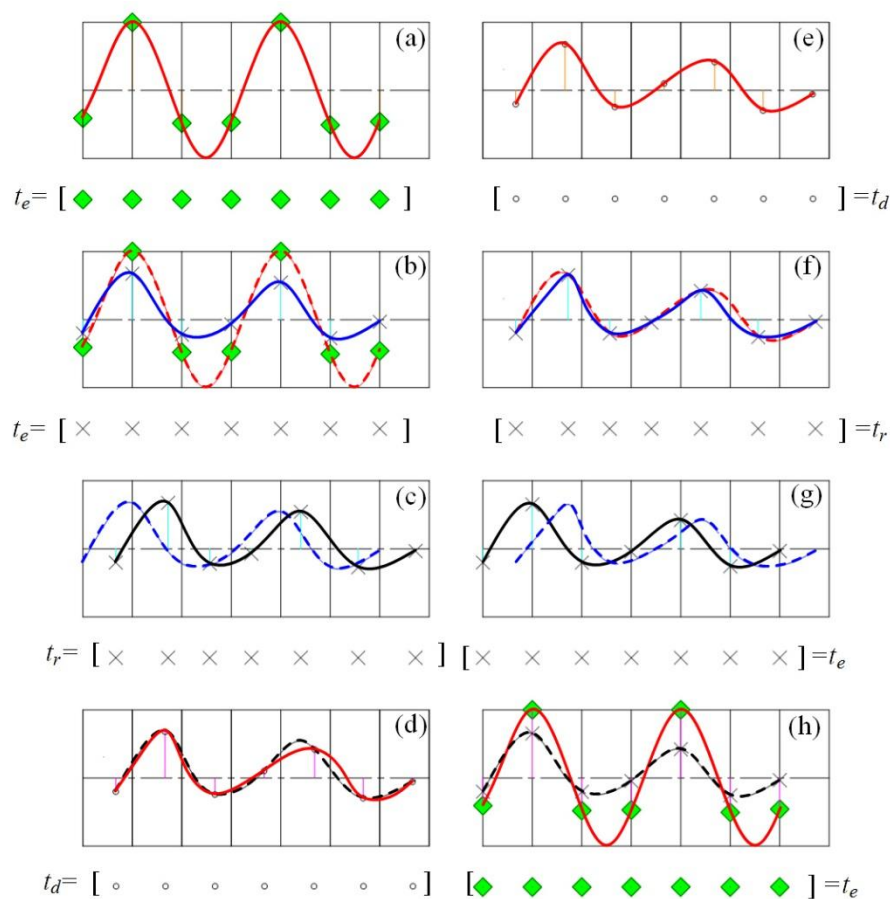 (a)
(e)
te= [ ]
[ ] =td
(b)
(f)
te= [ ]
[ ] =tr
(c)
(g)
tr= [ ]
[ ] =te
(d)
(h)
td= [ ]
[ ] =te